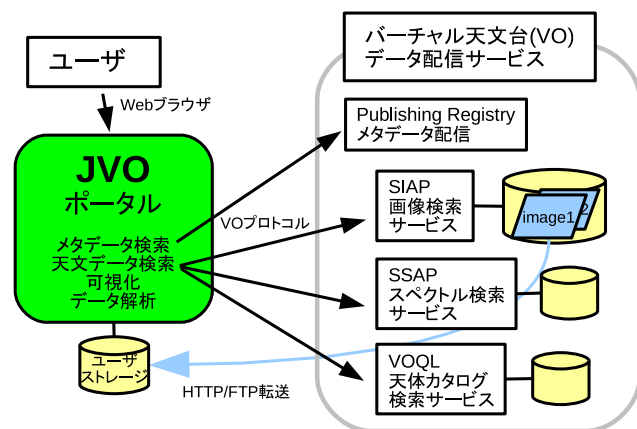 ユーザ
Webブラウザ
JVO
ポータル
メタデータ検索
天文データ検索
可視化
データ解析
ユーザ
ストレージ
HTTP/FTP転送
VOプロトコル
バーチャル天文台(VO)
データ配信サービス
Publishing Registry
メタデータ配信
SIAP
画像検索
サービス
image1
2
SSAP
スペクトル検索
サービス
VOQL
天体カタログ
検索サービス